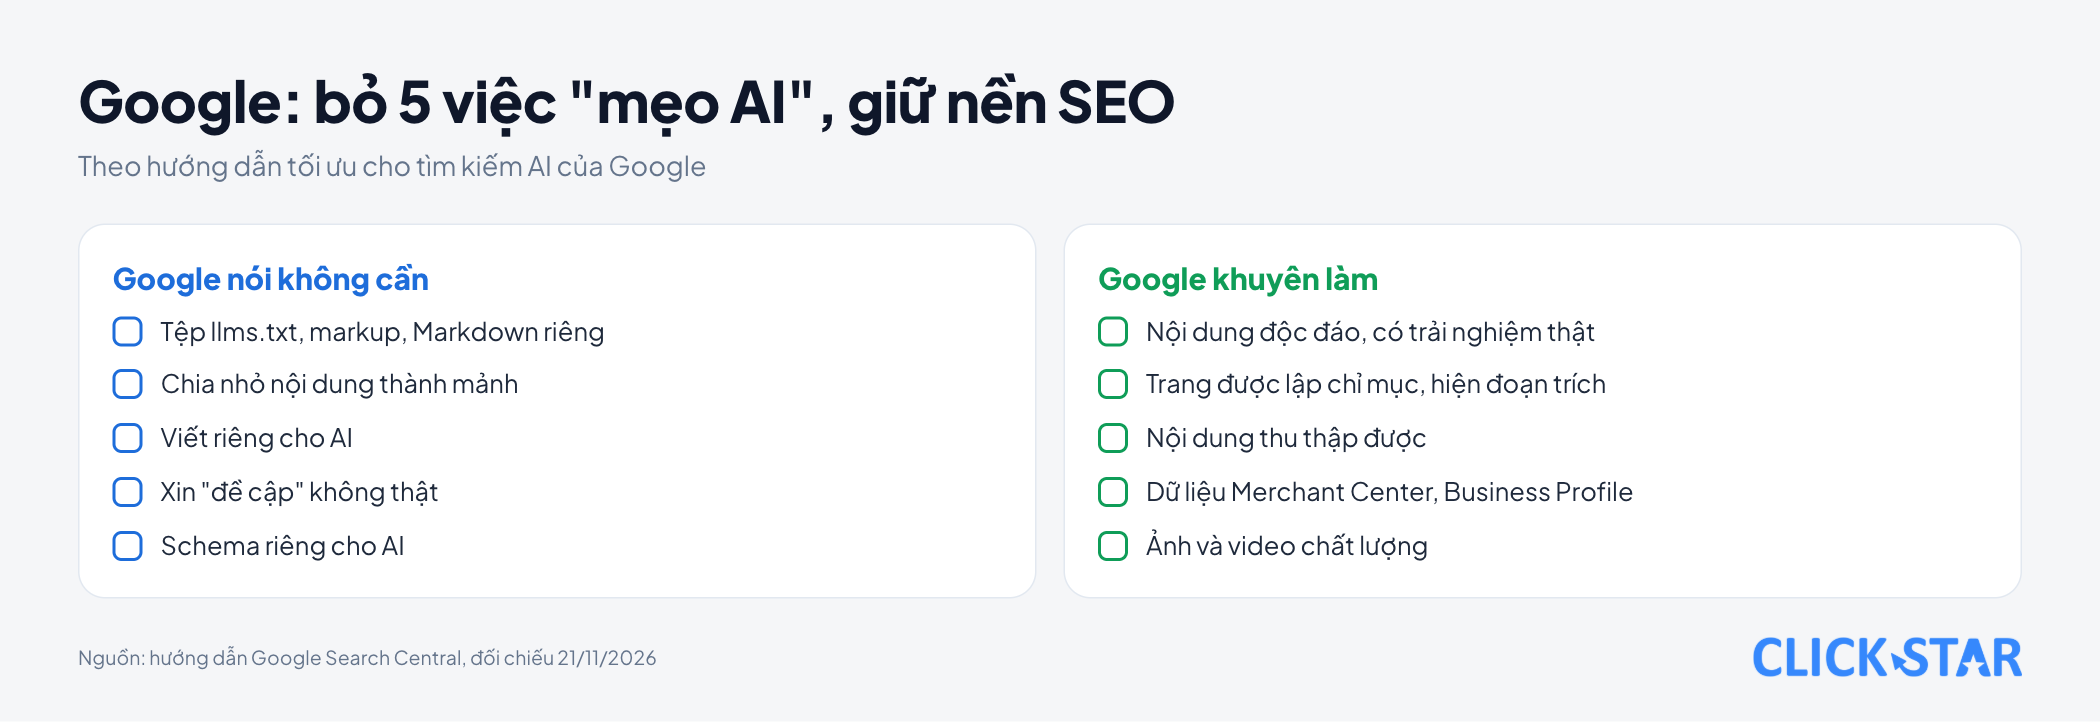 Google: bỏ 5 việc "mẹo AI", giữ nền SEO
Theo hướng dẫn tối ưu cho tìm kiếm AI của Google
Google nói không cần
Tệp llms.txt, markup, Markdown riêng
Chia nhỏ nội dung thành mảnh
Viết riêng cho AI
Xin "đề cập" không thật
Schema riêng cho AI
Google khuyên làm
Nội dung độc đáo, có trải nghiệm thật
Trang được lập chỉ mục, hiện đoạn trích
Nội dung thu thập được
Dữ liệu Merchant Center, Business Profile
Ảnh và video chất lượng
Nguồn: hướng dẫn Google Search Central, đối chiếu 21/11/2026
CLICK STAR